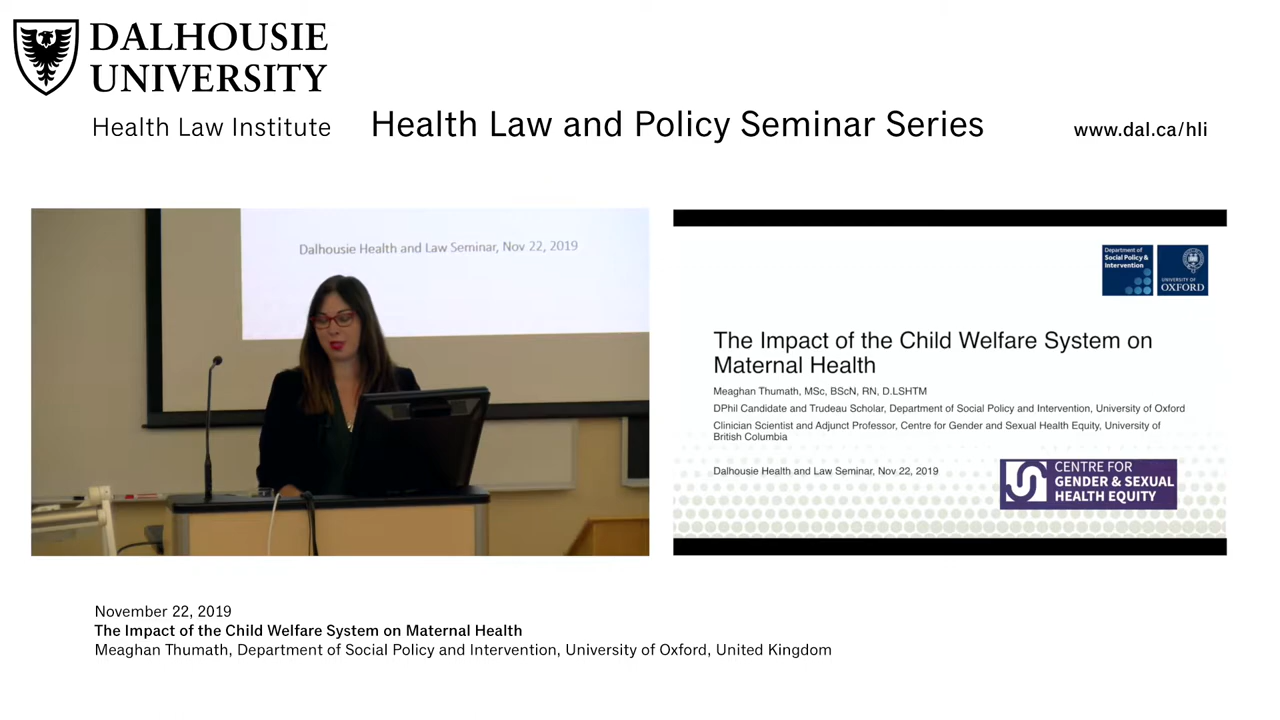 DALHOUSIE
UNIVERSITY
Health Law Institute
Health Law and Policy Seminar Series
www.dal.ca/hli
Dalhousie Health and Law Seminar, Nov 22, 2019
Department of
Social Policy &
Intervention
UNIVERSITY OF
OXFORD
The Impact of the Child Welfare System on
Maternal Health
Meaghan Thumath, MSc, BScN, RN, D.LSHTM
DPhil Candidate and Trudeau Scholar, Department of Social Policy and Intervention, University of Oxford
Clinician Scientist and Adjunct Professor, Centre for Gender and Sexual Health Equity, University of
British Columbia
Dalhousie Health and Law Seminar, Nov 22, 2019
CENTRE FOR
GENDER & SEXUAL
HEALTH EQUITY
November 22, 2019
The Impact of the Child Welfare System on Maternal Health
Meaghan Thumath, Department of Social Policy and Intervention, University of Oxford, United Kingdom